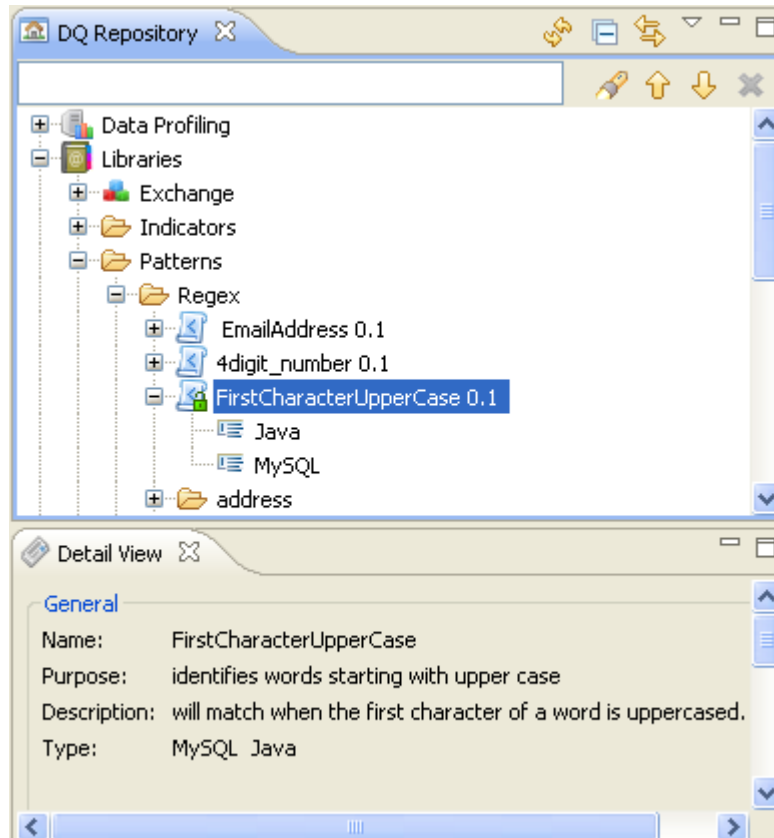 DQ Repository
Data Profiling
Libraries
Exchange
Indicators
Patterns
Regex
EmailAddress 0.1
4digit_number 0.1
FirstCharacterUpperCase 0.1
Java
MySQL
address
Detail View
General
Name: FirstCharacterUpperCase
Purpose: identifies words starting with upper case
Description: will match when the first character of a word is uppercased.
Type: MySQL Java